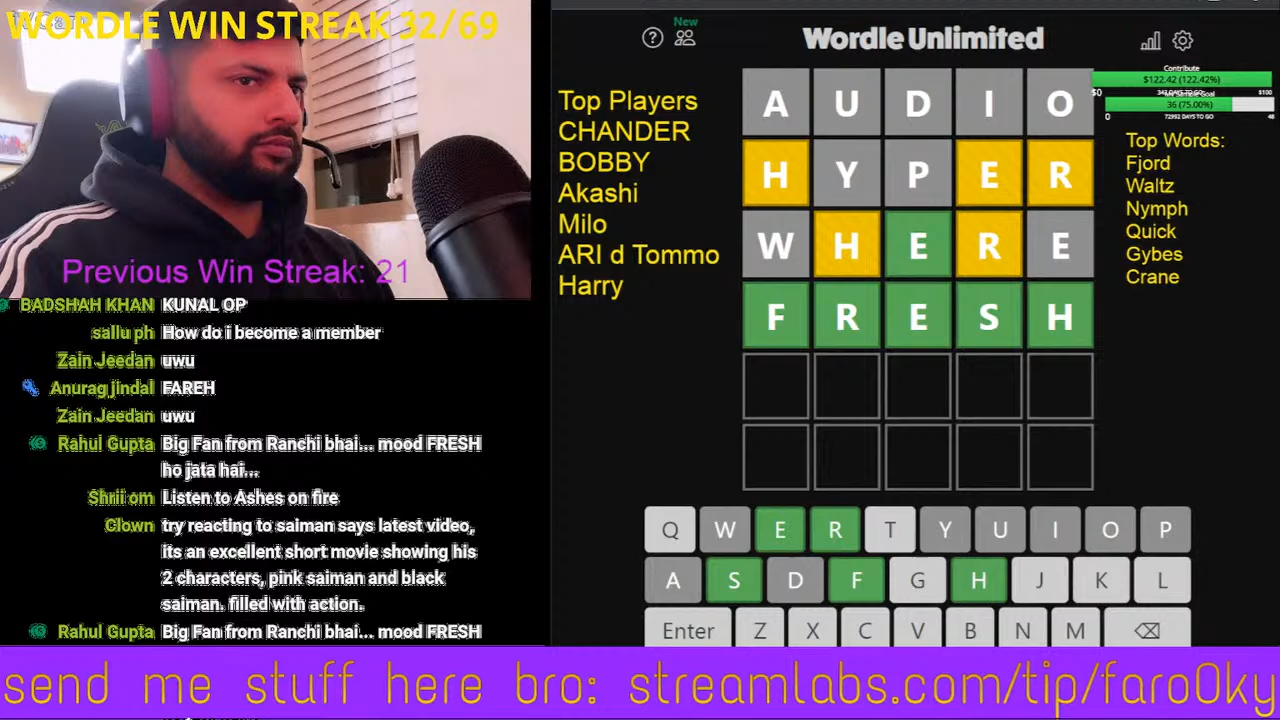 WORDLE WIN STREAK 32/69
Previous Win Streak: 21
BADSHAH KHAN KUNAL OP
sallu ph How do i become a member
Zain Jeedan uwu
Anurag jindal FAREH
Zain Jeedan uwu
Rahul Gupta Big Fan from Ranchi bhai... mood FRESH
ho jata hai...
Shrii om Listen to Ashes on fire
Clown try reacting to saiman says latest video,
its an excellent short movie showing his
2 characters, pink saiman and black
saiman. filled with action.
Rahul Gupta Big Fan from Ranchi bhai... mood FRESH
New
Wordle Unlimited
Top Players
CHANDER
BOBBY
Akashi
Milo
ARI d Tommo
Harry
A U D I O
H Y P E R
W H E R E
F R E S H
Contribute
$122.42 (122.42%)
$0 $100
36 (75.00%)
0 48
Top Words:
Fjord
Waltz
Nymph
Quick
Gybes
Crane
Q W E R T Y U I O P
A S D F G H J K L
Enter Z X C V B N M
send me stuff here bro: streamlabs.com/tip/faro0ky